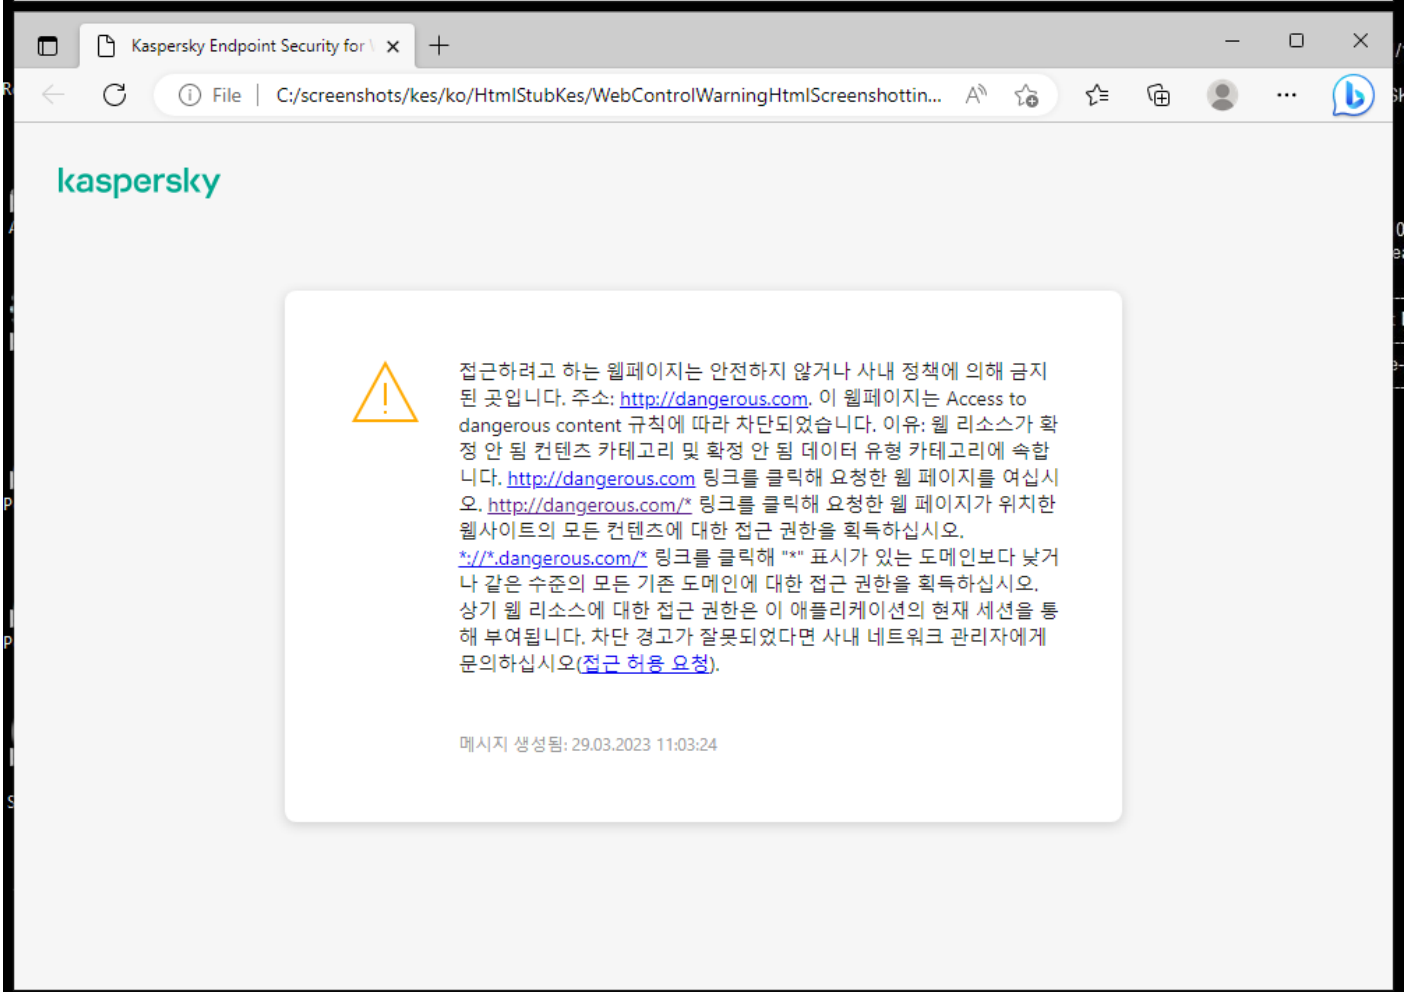 Kaspersky Endpoint Security for
File
C:/screenshots/kes/ko/HtmlStubKes/WebControlWarningHtmlScreenshottin...
kaspersky
접근하려고 하는 웹페이지는 안전하지 않거나 사내 정책에 의해 금지
된 곳입니다. 주소: http://dangerous.com. 이 웹페이지는 Access to
dangerous content 규칙에 따라 차단되었습니다. 이유: 웹 리소스가 확
정 안 됨 컨텐츠 카테고리 및 확정 안 됨 데이터 유형 카테고리에 속합
니다. http://dangerous.com 링크를 클릭해 요청한 웹 페이지를 여십시
오. http://dangerous.com/* 링크를 클릭해 요청한 웹 페이지가 위치한
웹사이트의 모든 컨텐츠에 대한 접근 권한을 획득하십시오.
*://*.dangerous.com/* 링크를 클릭해 "*" 표시가 있는 도메인보다 낮거
나 같은 수준의 모든 기존 도메인에 대한 접근 권한을 획득하십시오.
상기 웹 리소스에 대한 접근 권한은 이 애플리케이션의 현재 세션을 통
해 부여됩니다. 차단 경고가 잘못되었다면 사내 네트워크 관리자에게
문의하십시오(접근 허용 요청).
메시지 생성됨: 29.03.2023 11:03:24